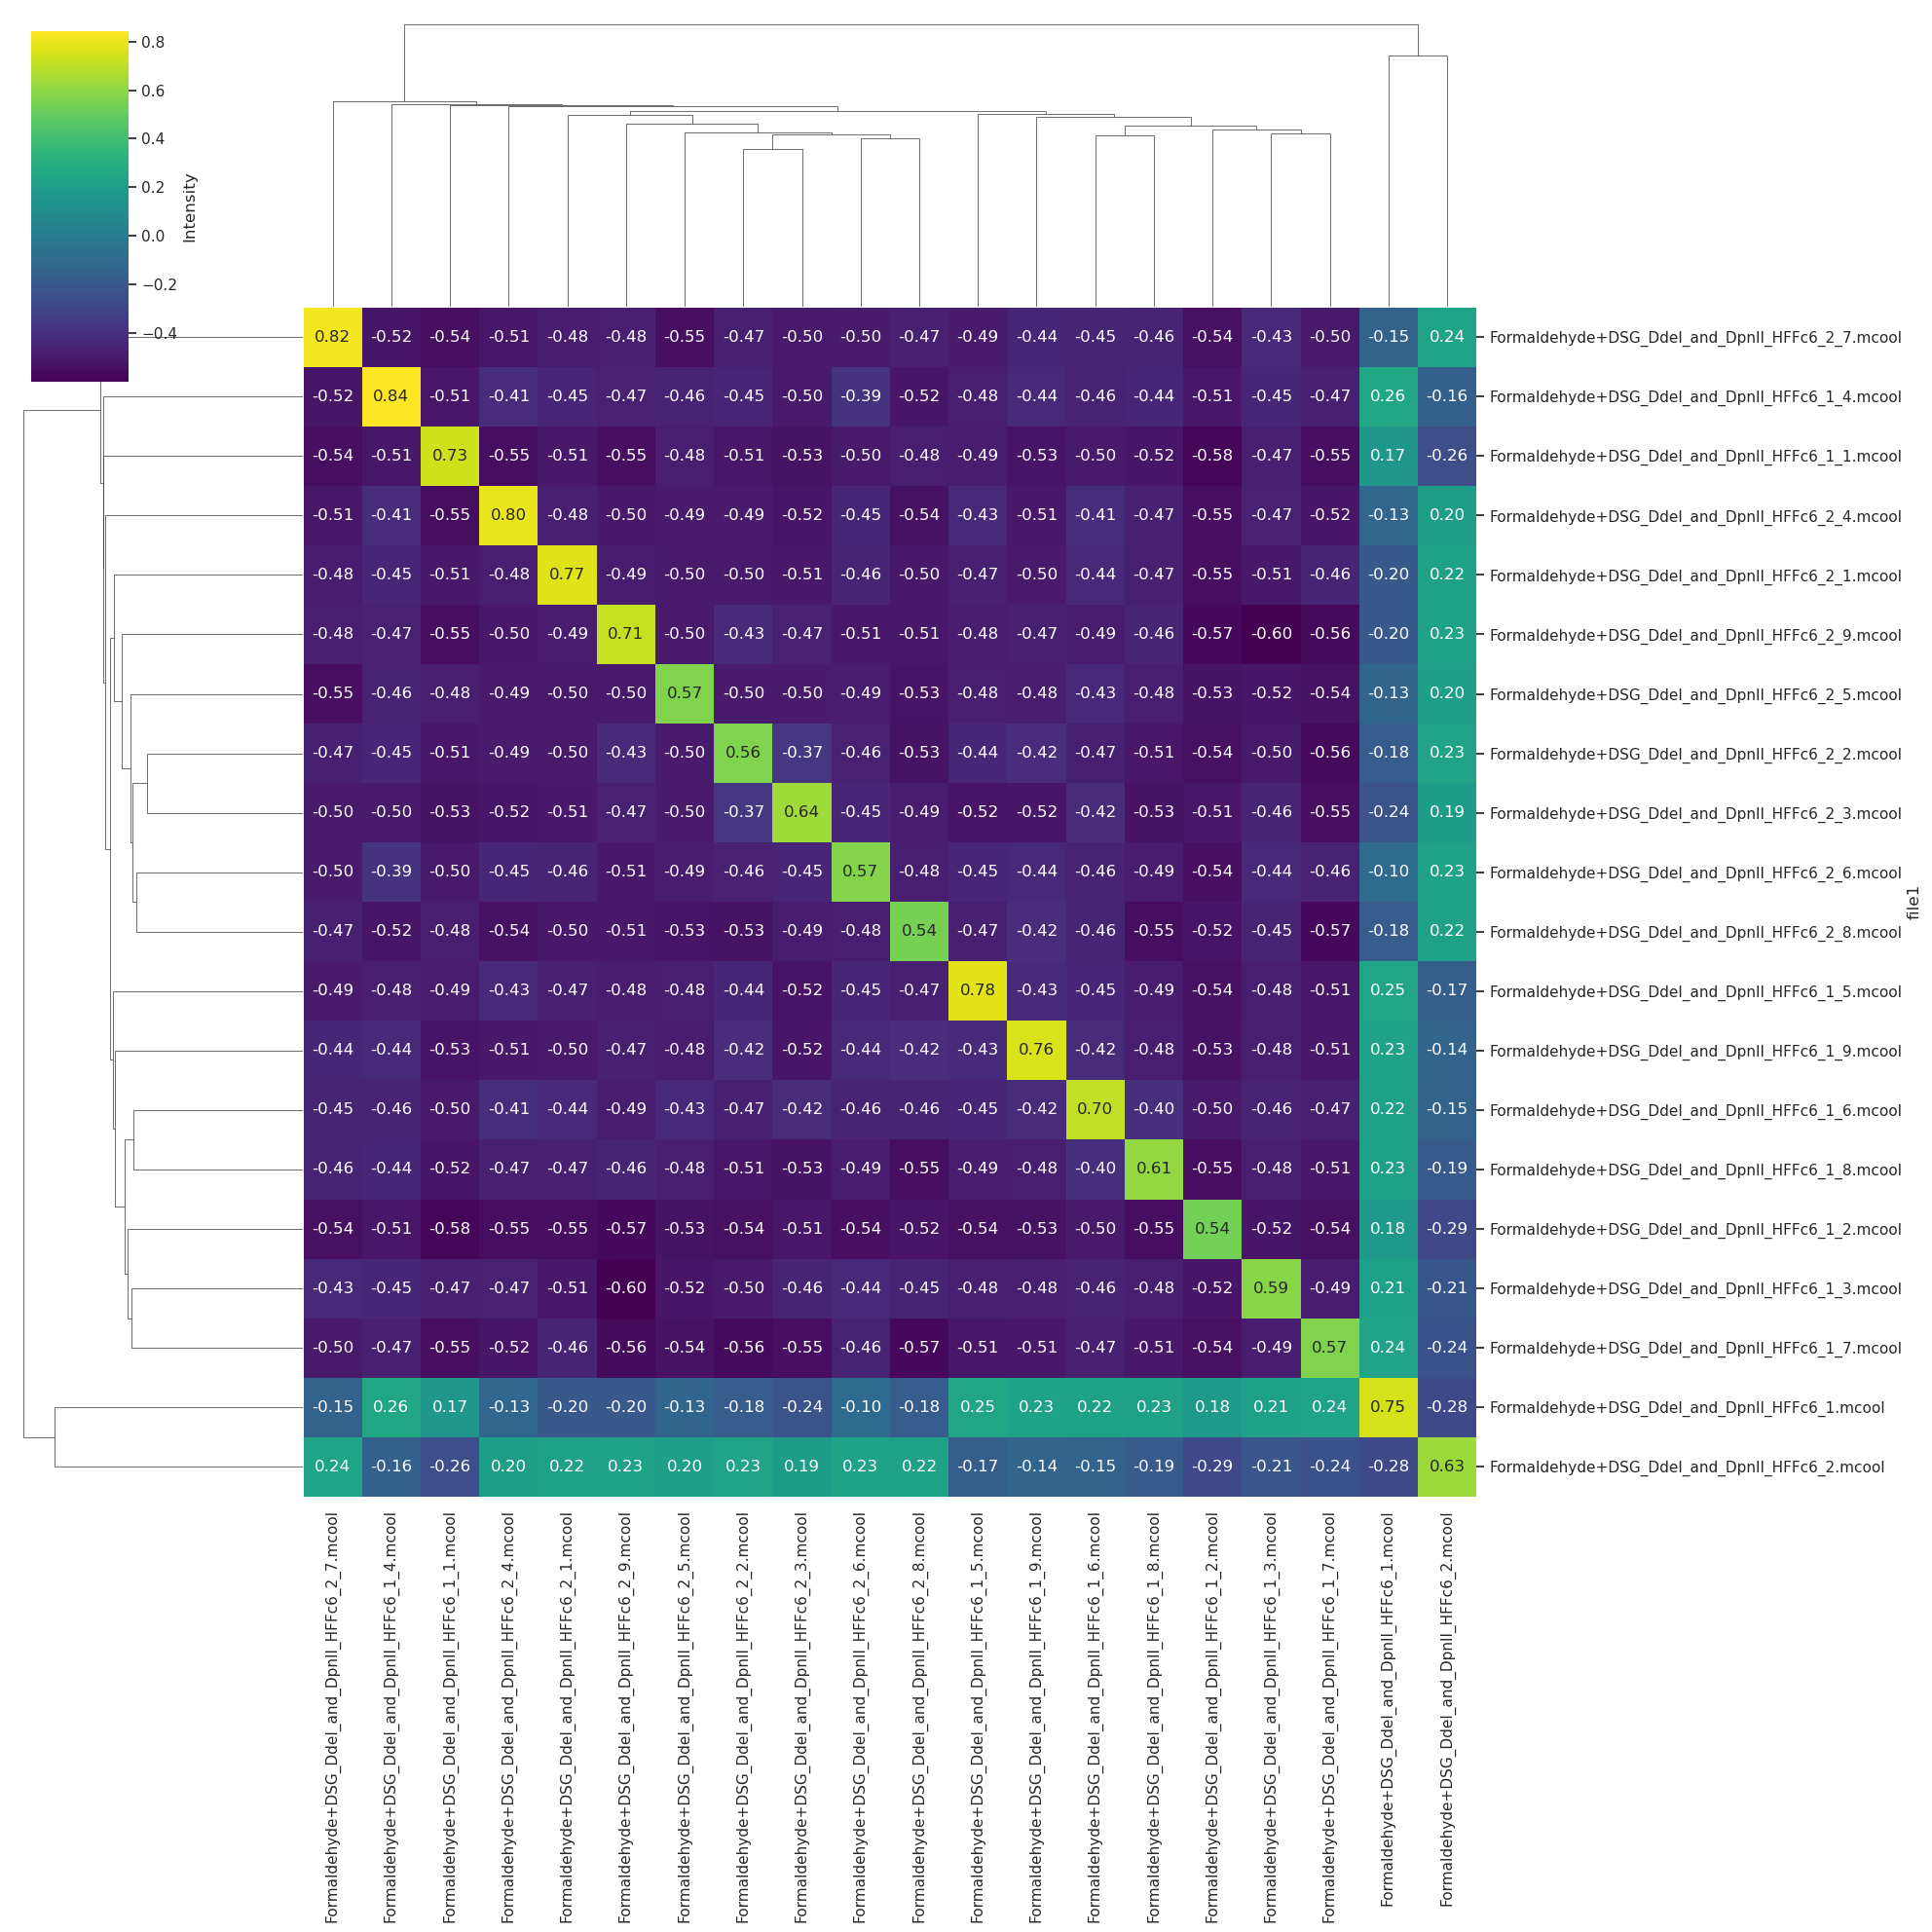 0.8
0.6
0.4
0.2
0.0
−0.2
−0.4
Intensity
0.82 -0.52 -0.54 -0.51 -0.48 -0.48 -0.55 -0.47 -0.50 -0.50 -0.47 -0.49 -0.44 -0.45 -0.46 -0.54 -0.43 -0.50 -0.15 0.24 Formaldehyde+DSG_DdeI_and_DpnII_HFFc6_2_7.mcool
-0.52 0.84 -0.51 -0.41 -0.45 -0.47 -0.46 -0.45 -0.50 -0.39 -0.52 -0.48 -0.44 -0.46 -0.44 -0.51 -0.45 -0.47 0.26 -0.16 Formaldehyde+DSG_DdeI_and_DpnII_HFFc6_1_4.mcool
-0.54 -0.51 0.73 -0.55 -0.51 -0.55 -0.48 -0.51 -0.53 -0.50 -0.48 -0.49 -0.53 -0.50 -0.52 -0.58 -0.47 -0.55 0.17 -0.26 Formaldehyde+DSG_DdeI_and_DpnII_HFFc6_1_1.mcool
-0.51 -0.41 -0.55 0.80 -0.48 -0.50 -0.49 -0.49 -0.52 -0.45 -0.54 -0.43 -0.51 -0.41 -0.47 -0.55 -0.47 -0.52 -0.13 0.20 Formaldehyde+DSG_DdeI_and_DpnII_HFFc6_2_4.mcool
-0.48 -0.45 -0.51 -0.48 0.77 -0.49 -0.50 -0.50 -0.51 -0.46 -0.50 -0.47 -0.50 -0.44 -0.47 -0.55 -0.51 -0.46 -0.20 0.22 Formaldehyde+DSG_DdeI_and_DpnII_HFFc6_2_1.mcool
-0.48 -0.47 -0.55 -0.50 -0.49 0.71 -0.50 -0.43 -0.47 -0.51 -0.51 -0.48 -0.47 -0.49 -0.46 -0.57 -0.60 -0.56 -0.20 0.23 Formaldehyde+DSG_DdeI_and_DpnII_HFFc6_2_9.mcool
-0.55 -0.46 -0.48 -0.49 -0.50 -0.50 0.57 -0.50 -0.50 -0.49 -0.53 -0.48 -0.48 -0.43 -0.48 -0.53 -0.52 -0.54 -0.13 0.20 Formaldehyde+DSG_DdeI_and_DpnII_HFFc6_2_5.mcool
-0.47 -0.45 -0.51 -0.49 -0.50 -0.43 -0.50 0.56 -0.37 -0.46 -0.53 -0.44 -0.42 -0.47 -0.51 -0.54 -0.50 -0.56 -0.18 0.23 Formaldehyde+DSG_DdeI_and_DpnII_HFFc6_2_2.mcool
-0.50 -0.50 -0.53 -0.52 -0.51 -0.47 -0.50 -0.37 0.64 -0.45 -0.49 -0.52 -0.52 -0.42 -0.53 -0.51 -0.46 -0.55 -0.24 0.19 Formaldehyde+DSG_DdeI_and_DpnII_HFFc6_2_3.mcool
-0.50 -0.39 -0.50 -0.45 -0.46 -0.51 -0.49 -0.46 -0.45 0.57 -0.48 -0.45 -0.44 -0.46 -0.49 -0.54 -0.44 -0.46 -0.10 0.23 Formaldehyde+DSG_DdeI_and_DpnII_HFFc6_2_6.mcool
-0.47 -0.52 -0.48 -0.54 -0.50 -0.51 -0.53 -0.53 -0.49 -0.48 0.54 -0.47 -0.42 -0.46 -0.55 -0.52 -0.45 -0.57 -0.18 0.22 Formaldehyde+DSG_DdeI_and_DpnII_HFFc6_2_8.mcool
-0.49 -0.48 -0.49 -0.43 -0.47 -0.48 -0.48 -0.44 -0.52 -0.45 -0.47 0.78 -0.43 -0.45 -0.49 -0.54 -0.48 -0.51 0.25 -0.17 Formaldehyde+DSG_DdeI_and_DpnII_HFFc6_1_5.mcool
-0.44 -0.44 -0.53 -0.51 -0.50 -0.47 -0.48 -0.42 -0.52 -0.44 -0.42 -0.43 0.76 -0.42 -0.48 -0.53 -0.48 -0.51 0.23 -0.14 Formaldehyde+DSG_DdeI_and_DpnII_HFFc6_1_9.mcool
-0.45 -0.46 -0.50 -0.41 -0.44 -0.49 -0.43 -0.47 -0.42 -0.46 -0.46 -0.45 -0.42 0.70 -0.40 -0.50 -0.46 -0.47 0.22 -0.15 Formaldehyde+DSG_DdeI_and_DpnII_HFFc6_1_6.mcool
-0.46 -0.44 -0.52 -0.47 -0.47 -0.46 -0.48 -0.51 -0.53 -0.49 -0.55 -0.49 -0.48 -0.40 0.61 -0.55 -0.48 -0.51 0.23 -0.19 Formaldehyde+DSG_DdeI_and_DpnII_HFFc6_1_8.mcool
-0.54 -0.51 -0.58 -0.55 -0.55 -0.57 -0.53 -0.54 -0.51 -0.54 -0.52 -0.54 -0.53 -0.50 -0.55 0.54 -0.52 -0.54 0.18 -0.29 Formaldehyde+DSG_DdeI_and_DpnII_HFFc6_1_2.mcool
-0.43 -0.45 -0.47 -0.47 -0.51 -0.60 -0.52 -0.50 -0.46 -0.44 -0.45 -0.48 -0.48 -0.46 -0.48 -0.52 0.59 -0.49 0.21 -0.21 Formaldehyde+DSG_DdeI_and_DpnII_HFFc6_1_3.mcool
-0.50 -0.47 -0.55 -0.52 -0.46 -0.56 -0.54 -0.56 -0.55 -0.46 -0.57 -0.51 -0.51 -0.47 -0.51 -0.54 -0.49 0.57 0.24 -0.24 Formaldehyde+DSG_DdeI_and_DpnII_HFFc6_1_7.mcool
-0.15 0.26 0.17 -0.13 -0.20 -0.20 -0.13 -0.18 -0.24 -0.10 -0.18 0.25 0.23 0.22 0.23 0.18 0.21 0.24 0.75 -0.28 Formaldehyde+DSG_DdeI_and_DpnII_HFFc6_1.mcool
0.24 -0.16 -0.26 0.20 0.22 0.23 0.20 0.23 0.19 0.23 0.22 -0.17 -0.14 -0.15 -0.19 -0.29 -0.21 -0.24 -0.28 0.63 Formaldehyde+DSG_DdeI_and_DpnII_HFFc6_2.mcool
file1
Formaldehyde+DSG_DdeI_and_DpnII_HFFc6_2_7.mcool
Formaldehyde+DSG_DdeI_and_DpnII_HFFc6_1_4.mcool
Formaldehyde+DSG_DdeI_and_DpnII_HFFc6_1_1.mcool
Formaldehyde+DSG_DdeI_and_DpnII_HFFc6_2_4.mcool
Formaldehyde+DSG_DdeI_and_DpnII_HFFc6_2_1.mcool
Formaldehyde+DSG_DdeI_and_DpnII_HFFc6_2_9.mcool
Formaldehyde+DSG_DdeI_and_DpnII_HFFc6_2_5.mcool
Formaldehyde+DSG_DdeI_and_DpnII_HFFc6_2_2.mcool
Formaldehyde+DSG_DdeI_and_DpnII_HFFc6_2_3.mcool
Formaldehyde+DSG_DdeI_and_DpnII_HFFc6_2_6.mcool
Formaldehyde+DSG_DdeI_and_DpnII_HFFc6_2_8.mcool
Formaldehyde+DSG_DdeI_and_DpnII_HFFc6_1_5.mcool
Formaldehyde+DSG_DdeI_and_DpnII_HFFc6_1_9.mcool
Formaldehyde+DSG_DdeI_and_DpnII_HFFc6_1_6.mcool
Formaldehyde+DSG_DdeI_and_DpnII_HFFc6_1_8.mcool
Formaldehyde+DSG_DdeI_and_DpnII_HFFc6_1_2.mcool
Formaldehyde+DSG_DdeI_and_DpnII_HFFc6_1_3.mcool
Formaldehyde+DSG_DdeI_and_DpnII_HFFc6_1_7.mcool
Formaldehyde+DSG_DdeI_and_DpnII_HFFc6_1.mcool
Formaldehyde+DSG_DdeI_and_DpnII_HFFc6_2.mcool